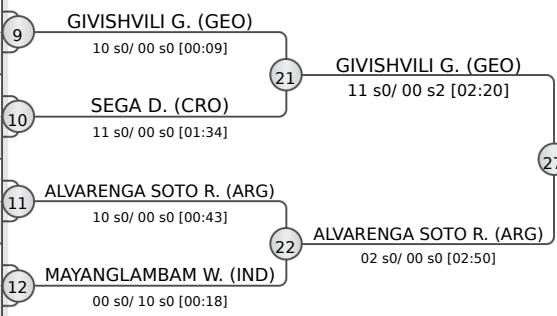 GIVISHVILI G. (GEO)
9
10 s0/ 00 s0 [00:09]
21
GIVISHVILI G. (GEO)
11 s0/ 00 s2 [02:20]
SEGA D. (CRO)
10
11 s0/ 00 s0 [01:34]
27
ALVARENGA SOTO R. (ARG)
11
10 s0/ 00 s0 [00:43]
22
ALVARENGA SOTO R. (ARG)
02 s0/ 00 s0 [02:50]
MAYANGLAMBAM W. (IND)
12
00 s0/ 10 s0 [00:18]